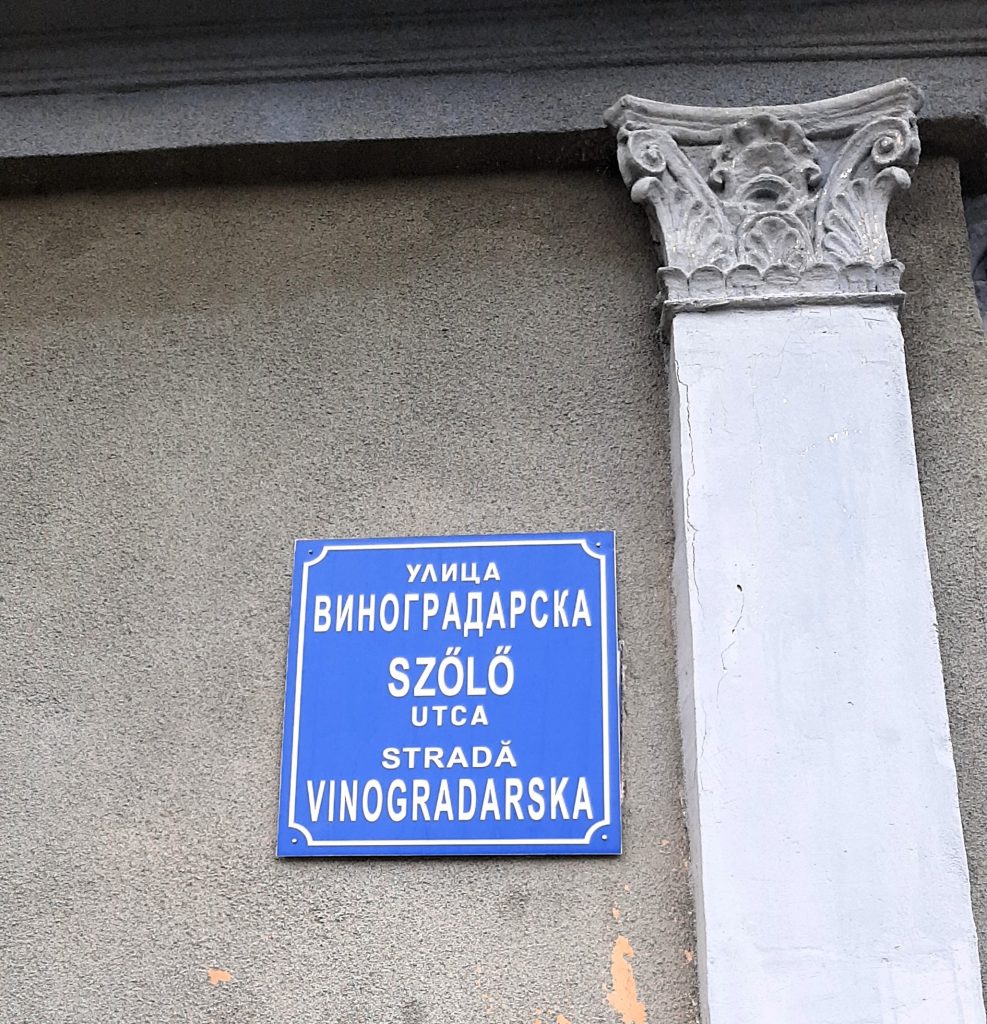 УЛИЦА
ВИНОГРАДАРСКА
SZŐLŐ
UTCA
STRADĂ
VINOGRADARSKA